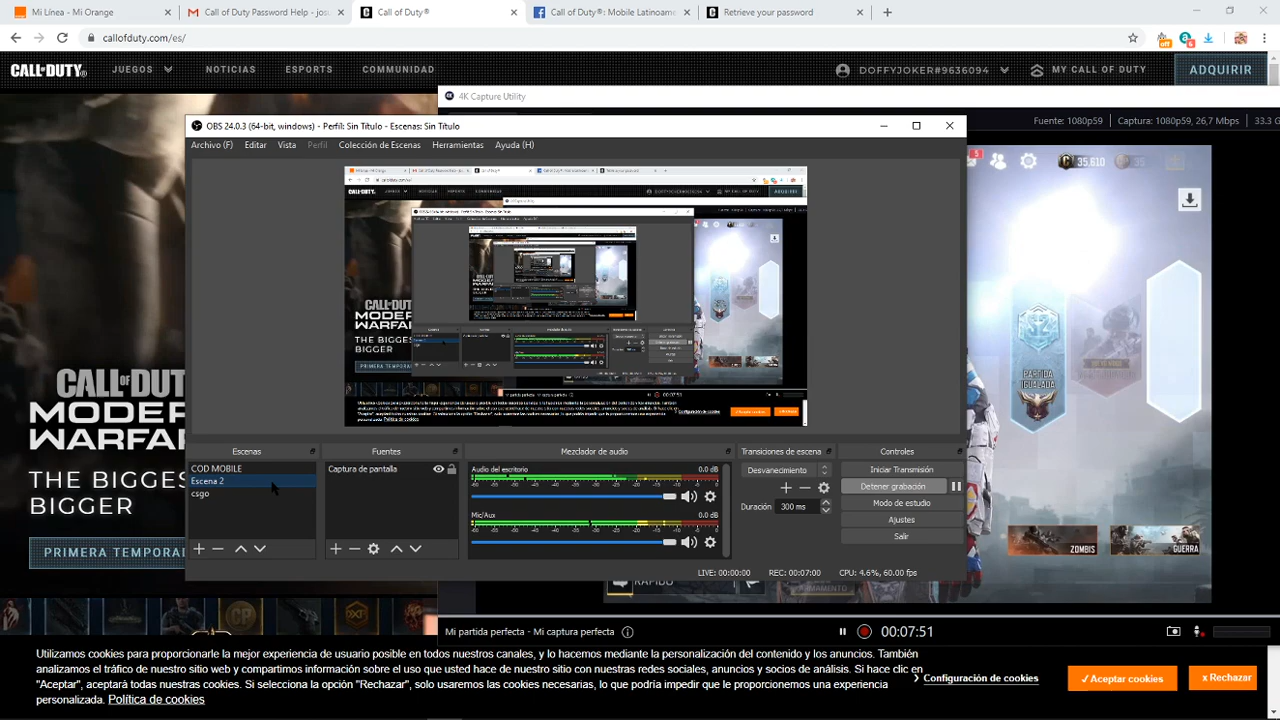 Mi Línea - Mi Orange
Call of Duty Password Help - josu
Call of Duty®
Call of Duty®: Mobile Latinoame
Retrieve your password
callofduty.com/es/
off
6
CALL OF DUTY®
JUEGOS
NOTICIAS
ESPORTS
COMUNIDAD
DOFFYJOKER#9636094
MY CALL OF DUTY
ADQUIRIR
4K Capture Utility
Fuente: 1080p59
Captura: 1080p59, 26,7 Mbps
33.3 G
OBS 24.0.3 (64-bit, windows) - Perfil: Sin Título - Escenas: Sin Título
Archivo (F)
Editar
Vista
Perfil
Colección de Escenas
Herramientas
Ayuda (H)
5
35,610
35
CALL OF DUTY
MODERN
WARFA
THE BIGGES
BIGGER
PRIMERA TEMPORAL
PARTIDA
IGUALADA
ZOMBIS
GUERRA
RÁPIDO
Escenas
COD MOBILE
Escena 2
csgo
Fuentes
Captura de pantalla
Mezclador de audio
Audio del escritorio
0.0 dB
Mic/Aux
0.0 dB
Transiciones de escena
Desvanecimiento
Duración
300 ms
Controles
Iniciar Transmisión
Detener grabación
Modo de estudio
Ajustes
Salir
LIVE: 00:00:00
REC: 00:07:00
CPU: 4.6%, 60.00 fps
Mi partida perfecta - Mi captura perfecta
00:07:51
Utilizamos cookies para proporcionarle la mejor experiencia de usuario posible en todos nuestros canales, y lo hacemos mediante la personalización del contenido y los anuncios. También
analizamos el tráfico de nuestro sitio web y compartimos información sobre el uso que usted hace de nuestro sitio con nuestras redes sociales, anuncios y socios de análisis. Si hace clic en
"Aceptar", aceptará todas nuestras cookies. Si selecciona la opción "Rechazar", solo usaremos las cookies necesarias, lo que podría impedir que le proporcionemos una experiencia
personalizada. Política de cookies
Configuración de cookies
✓Aceptar cookies
x Rechazar